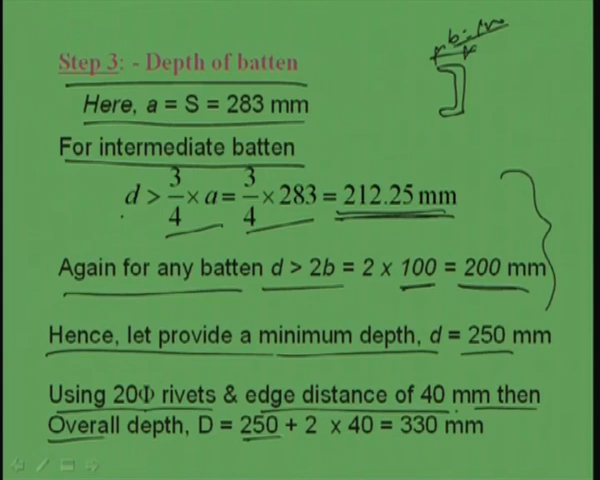 b=100
Step 3: - Depth of batten
Here, a = S = 283 mm
For intermediate batten
d > 3/4 × a = 3/4 × 283 = 212.25 mm
Again for any batten d > 2b = 2 x 100 = 200 mm
Hence, let provide a minimum depth, d = 250 mm
Using 20Φ rivets & edge distance of 40 mm then
Overall depth, D = 250 + 2 x 40 = 330 mm